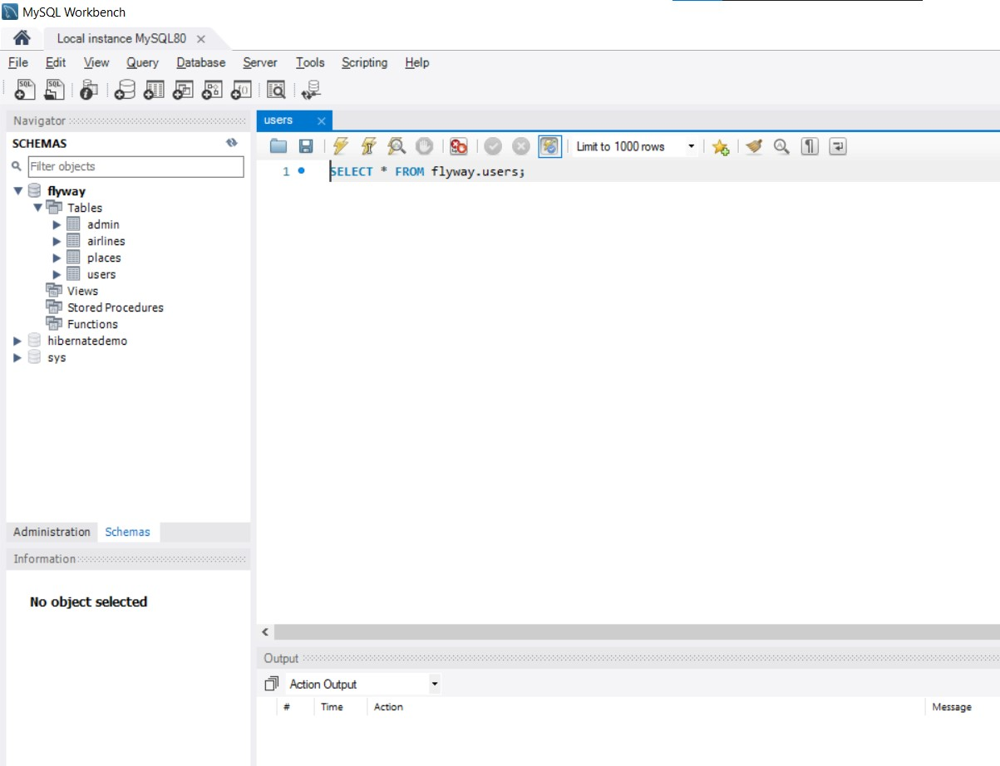 MySQL Workbench
Local instance MySQL80
File Edit View Query Database Server Tools Scripting Help
Navigator
SCHEMAS
Filter objects
flyway
Tables
admin
airlines
places
users
Views
Stored Procedures
Functions
hibernatedemo
sys
Administration Schemas
Information
No object selected
users
Limit to 1000 rows
1 SELECT * FROM flyway.users;
Output
Action Output
# Time Action Message